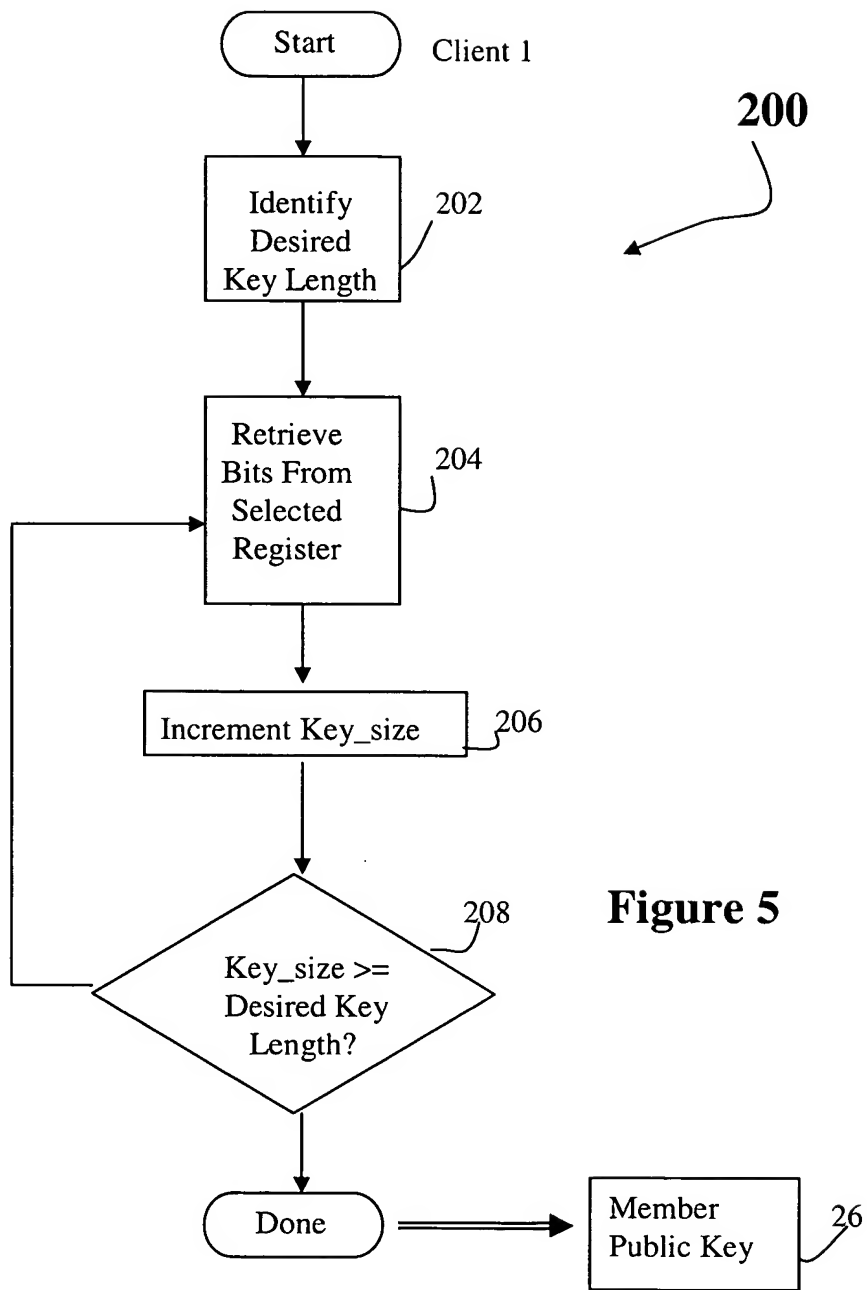 Start
Client 1
200
Identify
Desired
Key Length
202
Retrieve
Bits From
Selected
Register
204
Increment Key_size
206
208
Key_size >=
Desired Key
Length?
Figure 5
Done
Member
Public Key
26